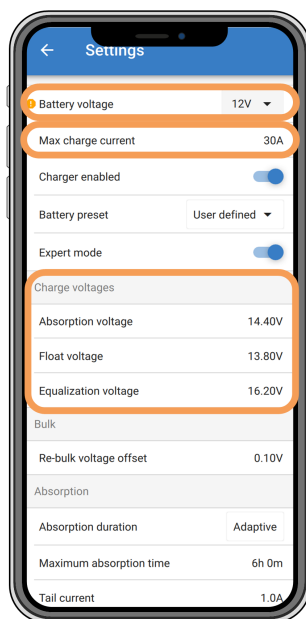 Settings
Battery voltage 12V
Max charge current 30A
Charger enabled
Battery preset User defined
Expert mode
Charge voltages
Absorption voltage 14.40V
Float voltage 13.80V
Equalization voltage 16.20V
Bulk
Re-bulk voltage offset 0.10V
Absorption
Absorption duration Adaptive
Maximum absorption time 6h 0m
Tail current 1.0A